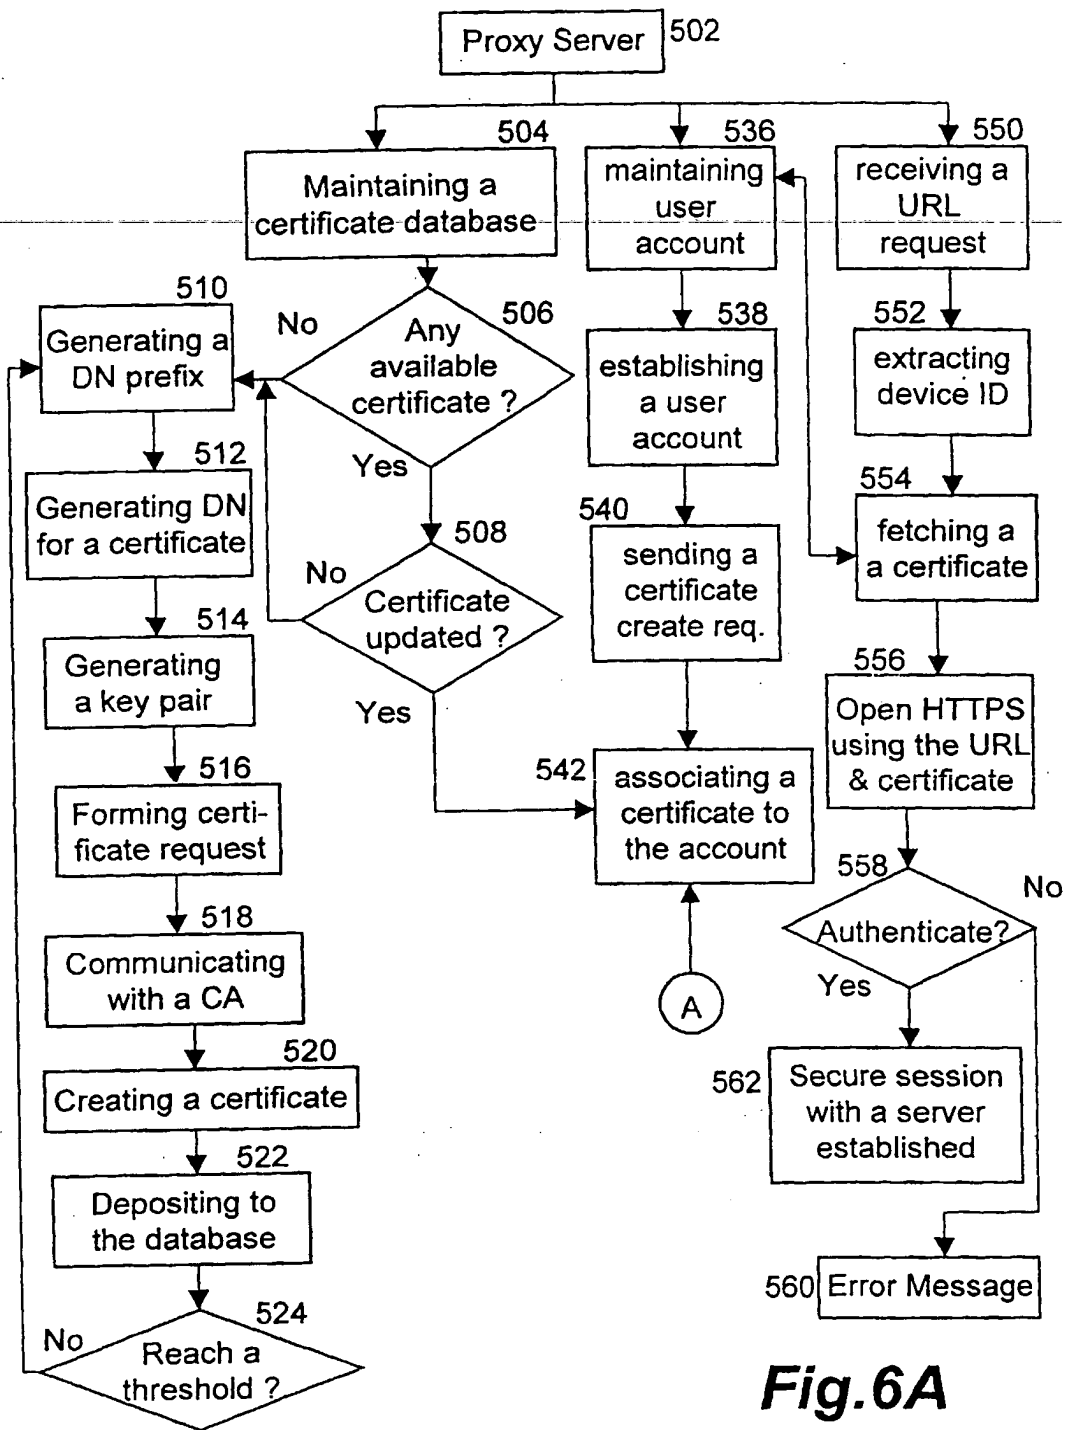 Proxy Server
502
504
Maintaining a
certificate database
506
No
Any
available
certificate ?
Yes
508
No
Certificate
updated ?
Yes
510
Generating a
DN prefix
512
Generating DN
for a certificate
514
Generating
a key pair
516
Forming certi-
ficate request
518
Communicating
with a CA
520
Creating a certificate
522
Depositing to
the database
524
No
Reach a
threshold ?
536
maintaining
user
account
538
establishing
a user
account
540
sending a
certificate
create req.
542
associating a
certificate to
the account
A
550
receiving a
URL
request
552
extracting
device ID
554
fetching a
a certificate
556
Open HTTPS
using the URL
& certificate
558
No
Authenticate?
Yes
562
Secure session
with a server
established
560
Error Message
Fig.6A